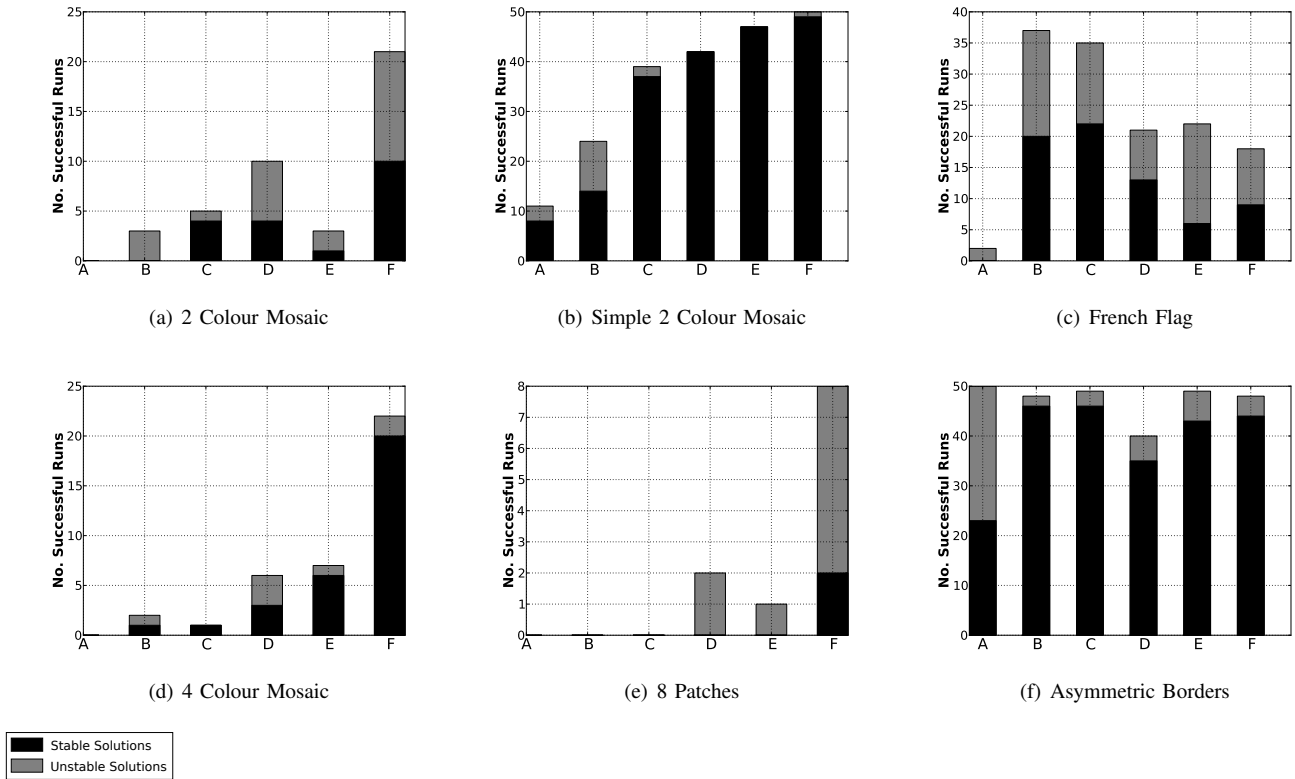 25
20
15
10
5
0
No. Successful Runs
A B C D E F
(a) 2 Colour Mosaic
50
40
30
20
10
0
No. Successful Runs
A B C D E F
(b) Simple 2 Colour Mosaic
40
35
30
25
20
15
10
5
0
No. Successful Runs
A B C D E F
(c) French Flag
25
20
15
10
5
0
No. Successful Runs
A B C D E F
(d) 4 Colour Mosaic
8
7
6
5
4
3
2
1
0
No. Successful Runs
A B C D E F
(e) 8 Patches
50
40
30
20
10
0
No. Successful Runs
A B C D E F
(f) Asymmetric Borders
Stable Solutions
Unstable Solutions